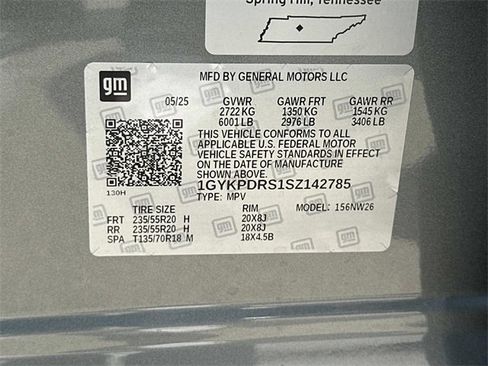 Spring Hill, Tennessee
gm
MFD BY GENERAL MOTORS LLC
05/25 GVWR GAWR FRT GAWR RR
2722 KG 1350 KG 1545 KG
6001 LB 2976 LB 3406 LB
THIS VEHICLE CONFORMS TO ALL
APPLICABLE U.S. FEDERAL MOTOR
VEHICLE SAFETY STANDARDS IN EFFECT
ON THE DATE OF MANUFACTURE
SHOWN ABOVE.
1GYKPDRS1SZ142785
130H TYPE: MPV MODEL: 156NW26
TIRE SIZE RIM
FRT 235/55R20 H 20X8J
RR 235/55R20 H 20X8J
SPA T135/70R18 M 18X4.5B